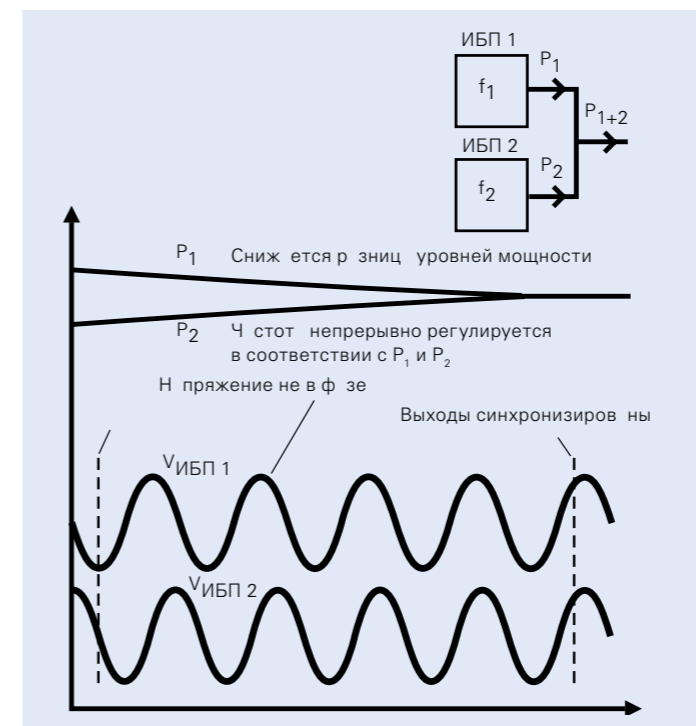 ИБП 1
f1
P1
P1+2
ИБП 2
f2
P2
P1
Сниж ется р зниц уровней мощности
P2
Ч стот непрерывно регулируется
в соответствии с P1 и P2
Н пряжение не в ф зе
Выходы синхронизиров ны
VИБП 1
VИБП 2